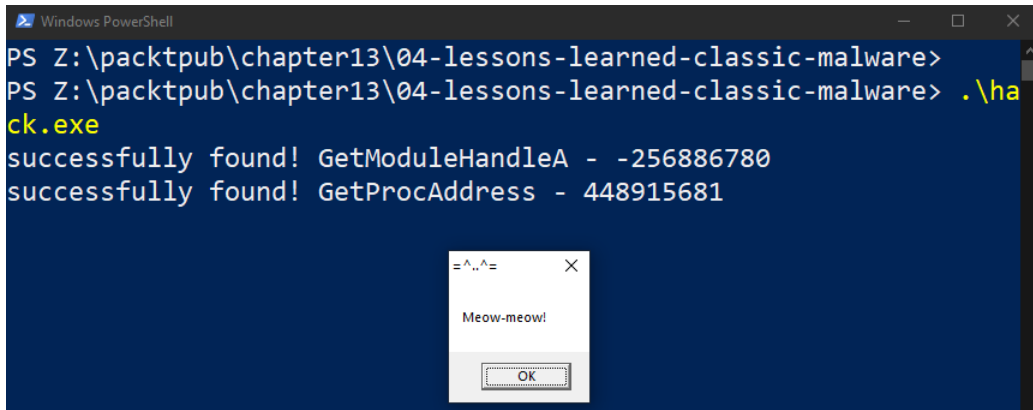 Windows PowerShell
PS Z:\packtpub\chapter13\04-lessons-learned-classic-malware>
PS Z:\packtpub\chapter13\04-lessons-learned-classic-malware> .\ha
ck.exe
successfully found! GetModuleHandleA - -256886780
successfully found! GetProcAddress - 448915681
=^..^=
Meow-meow!
OK